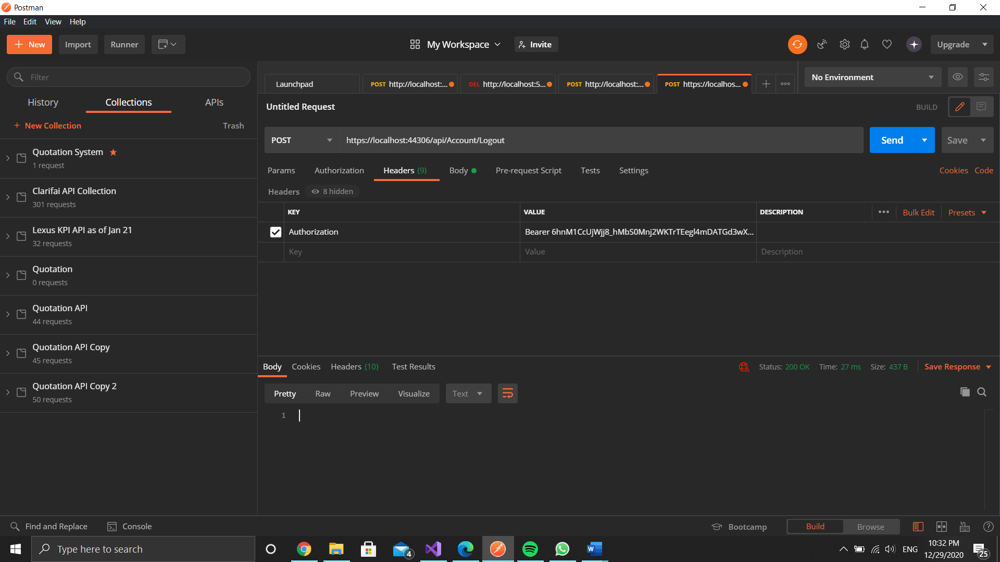 Postman
File Edit View Help
New Import Runner My Workspace Invite Upgrade
Filter
History Collections APIs
New Collection Trash
Quotation System
1 request
Clarifai API Collection
301 requests
Lexus KPI API as of Jan 21
32 requests
Quotation
0 requests
Quotation API
44 requests
Quotation API Copy
45 requests
Quotation API Copy 2
50 requests
Launchpad POST http://localhost:... DEL http://localhost:5... POST http://localhost:... POST https://localhos... No Environment
Untitled Request BUILD
POST https://localhost:44306/api/Account/Logout Send Save
Params Authorization Headers (9) Body Pre-request Script Tests Settings Cookies Code
Headers 8 hidden
KEY VALUE DESCRIPTION Bulk Edit Presets
Authorization Bearer 6hnM1CcUjWjj8_hMbS0Mnj2WKTrTEegl4mDATGd3wX...
Key Value Description
Body Cookies Headers (10) Test Results Status: 200 OK Time: 27 ms Size: 437 B Save Response
Pretty Raw Preview Visualize Text
1
Find and Replace Console Bootcamp Build Browse
Type here to search 4 ENG 10:32 PM
12/29/2020 25